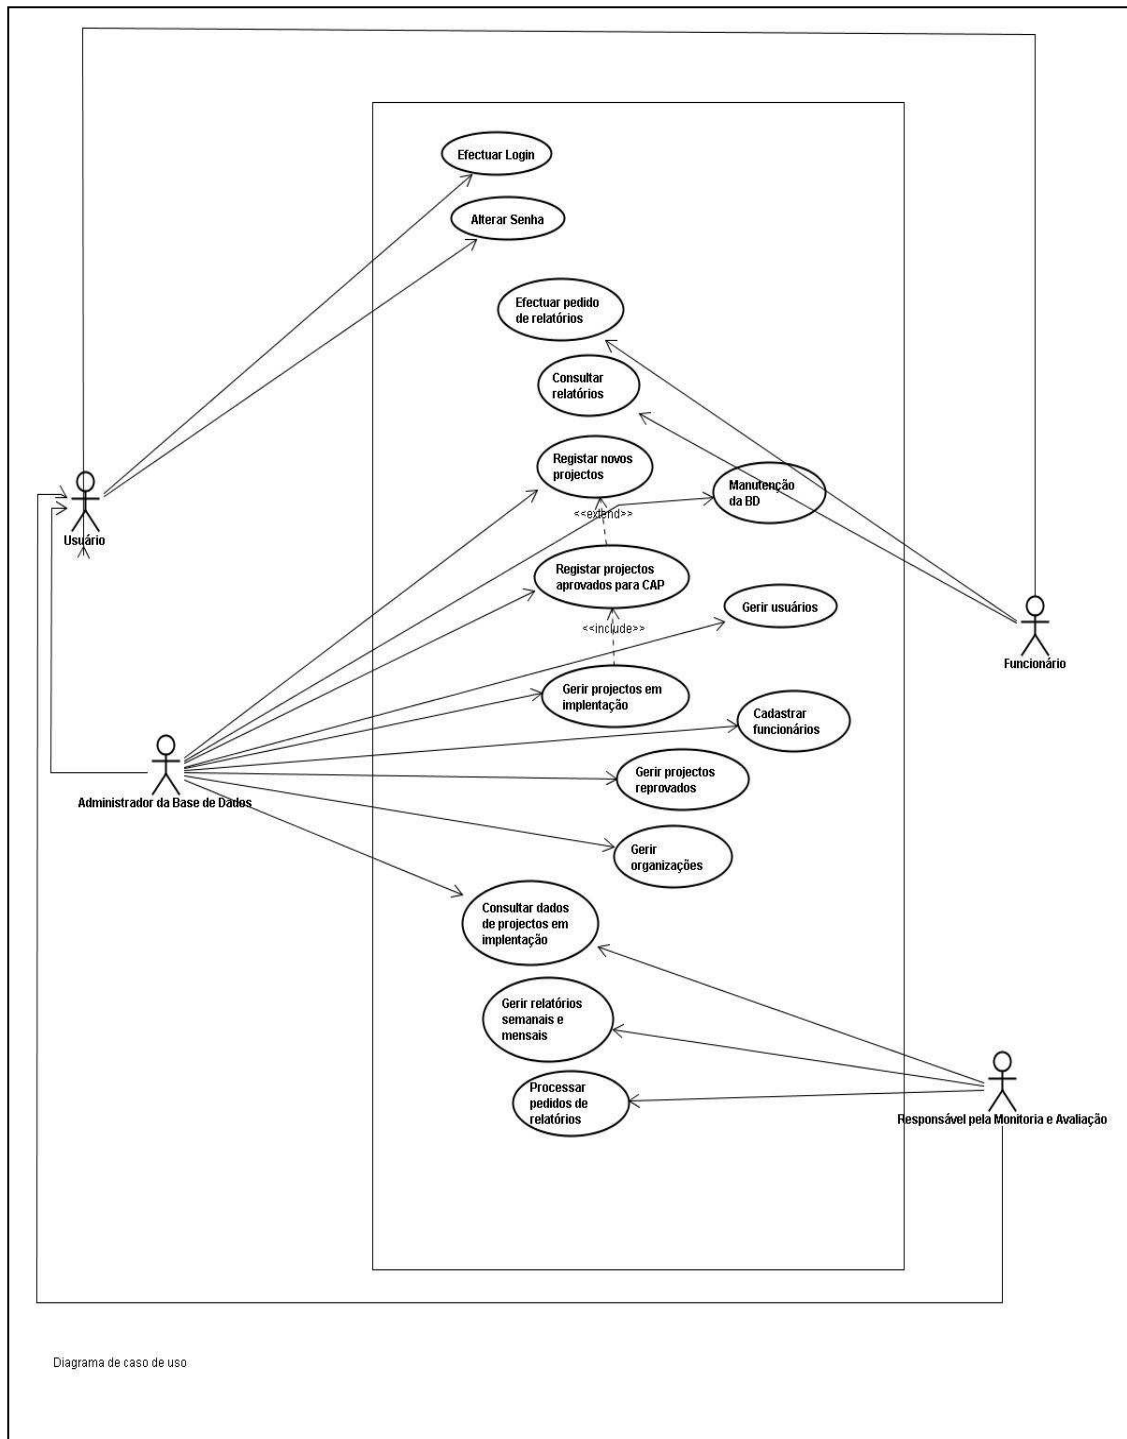 Efectuar Login
Alterar Senha
Efectuar pedido
de relatórios
Consultar
relatórios
Registar novos
projectos
Manutenção
da BD
<<extend>>
Usuário
Registar projectos
aprovados para CAP
Gerir usuários
<<include>>
Funcionário
Gerir projectos em
implentação
Cadastrar
funcionários
Gerir projectos
reprovados
Administrador da Base de Dados
Gerir
organizações
Consultar dados
de projectos em
implentação
Gerir relatórios
semanais e
mensais
Processar
pedidos de
relatórios
Responsável pela Monitoria e Avaliação
Diagrama de caso de uso